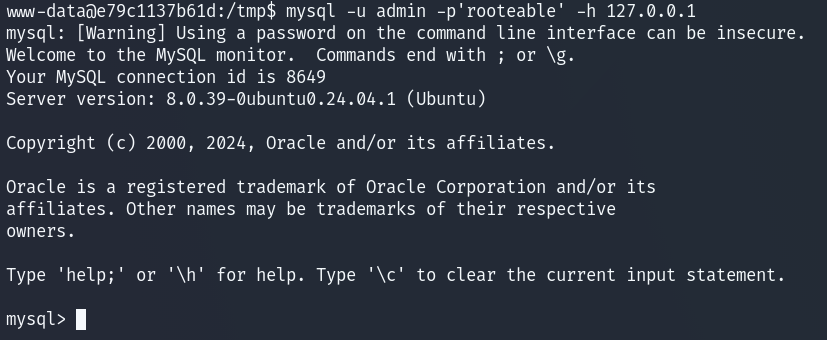 www-data@e79c1137b61d:/tmp$ mysql -u admin -p'rooteable' -h 127.0.0.1
mysql: [Warning] Using a password on the command line interface can be insecure.
Welcome to the MySQL monitor.  Commands end with ; or \g.
Your MySQL connection id is 8649
Server version: 8.0.39-0ubuntu0.24.04.1 (Ubuntu)

Copyright (c) 2000, 2024, Oracle and/or its affiliates.

Oracle is a registered trademark of Oracle Corporation and/or its
affiliates. Other names may be trademarks of their respective
owners.

Type 'help;' or '\h' for help. Type '\c' to clear the current input statement.

mysql>